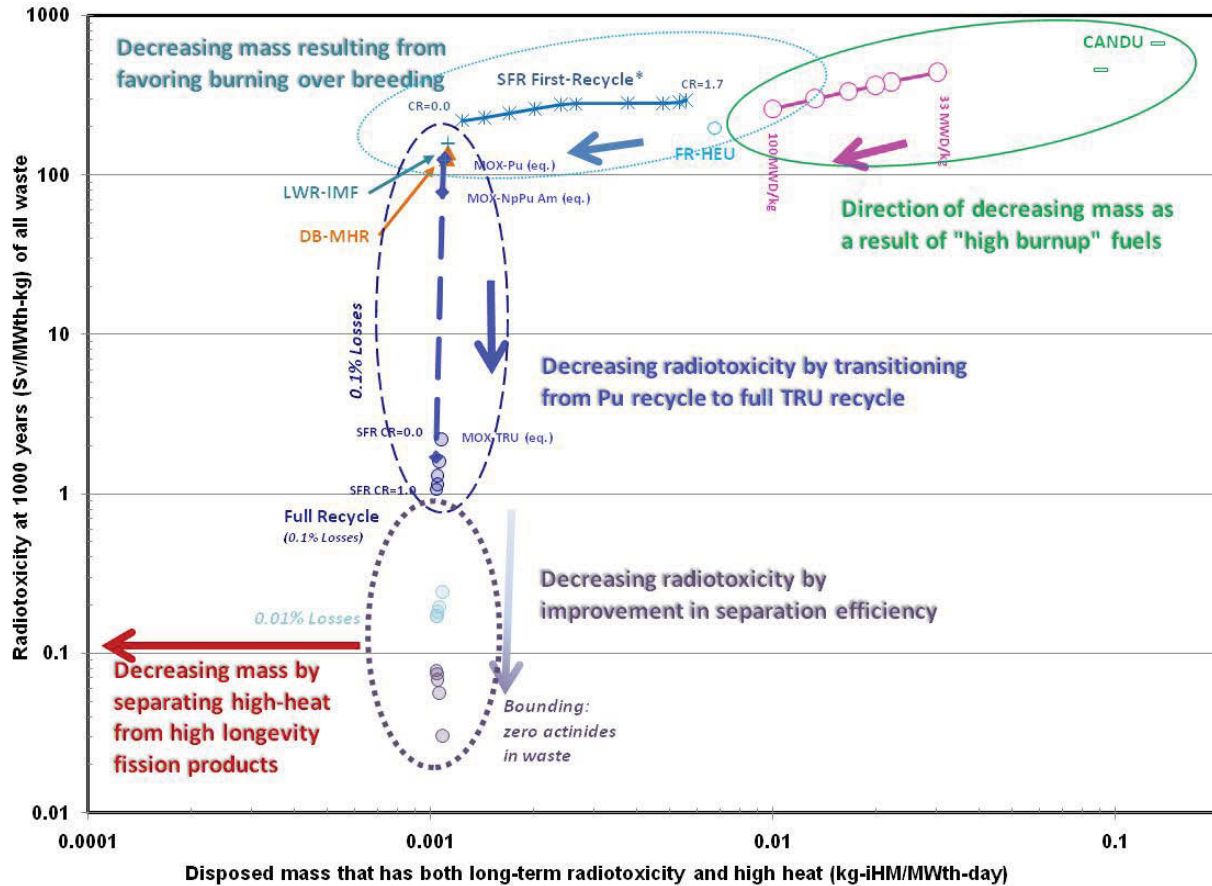 1000
100
10
1
0.1
0.01
Radiotoxicity at 1000 years (Sv/MWth-kg) of all waste
Decreasing mass resulting from
favoring burning over breeding
SFR First-Recycle*
CR=0.0
CR=1.7
CANDU
FR-HEU
100 MWD/kg
33 MWD/kg
LWR-IMF
DB-MHR
MOX-Pu (eq.)
MOX-NpPu Am (eq.)
Direction of decreasing mass as
a result of "high burnup" fuels
0.1% Losses
Decreasing radiotoxicity by transitioning
from Pu recycle to full TRU recycle
SFR CR=0.0
MOX-TRU (eq.)
SFR CR=1.0
Full Recycle
(0.1% Losses)
Decreasing radiotoxicity by
improvement in separation efficiency
0.01% Losses
Decreasing mass by
separating high-heat
from high longevity
fission products
Bounding:
zero actinides
in waste
0.0001
0.001
0.01
0.1
Disposed mass that has both long-term radiotoxicity and high heat (kg-iHM/MWth-day)